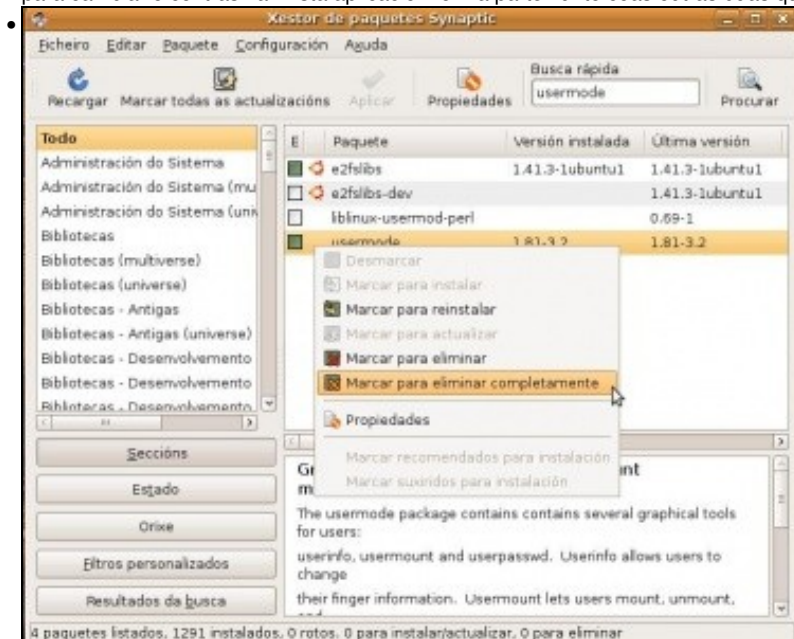 Xestor de paquetes Synaptic
Ficheiro Editar Paquete Configuración Aguda
Recargar Marcar todas as actualizacións Aplicar Propiedades Busca rápida Procurar
usermode
E Paquete Versión instalada Última versión
Todo
Administración do Sistema
Administración do Sistema (mu
Administración do Sistema (univ
Bibliotecas
Bibliotecas (multiverse)
Bibliotecas (universe)
Bibliotecas - Antigas
Bibliotecas - Antigas (universe)
Bibliotecas - Desenvolvemento
Bibliotecas - Desenvolvemento
Bibliotecas - Desenvolvemento
Seccións
Estado
Orixe
Filtros personalizados
Resultados da busca
e2fslibs 1.41.3-1ubuntu1 1.41.3-1ubuntu1
e2fslibs-dev 1.41.3-1ubuntu1
liblinux-usermod-perl 0.69-1
usermode 1.81-3.2 1.81-3.2
Desmarcar
Marcar para instalar
Marcar para reinstalar
Marcar para actualizar
Marcar para eliminar
Marcar para eliminar completamente
Propiedades
Marcar recomendados para instalación
Marcar suxiridos para instalación
The usermode package contains contains several graphical tools
for users:
userinfo, usermount and userpasswd. Userinfo allows users to
change
their finger information. Usermount lets users mount, unmount,
4 paquetes listados, 1291 instalados, 0 rotos. 0 para instalar/actualizar, 0 para eliminar